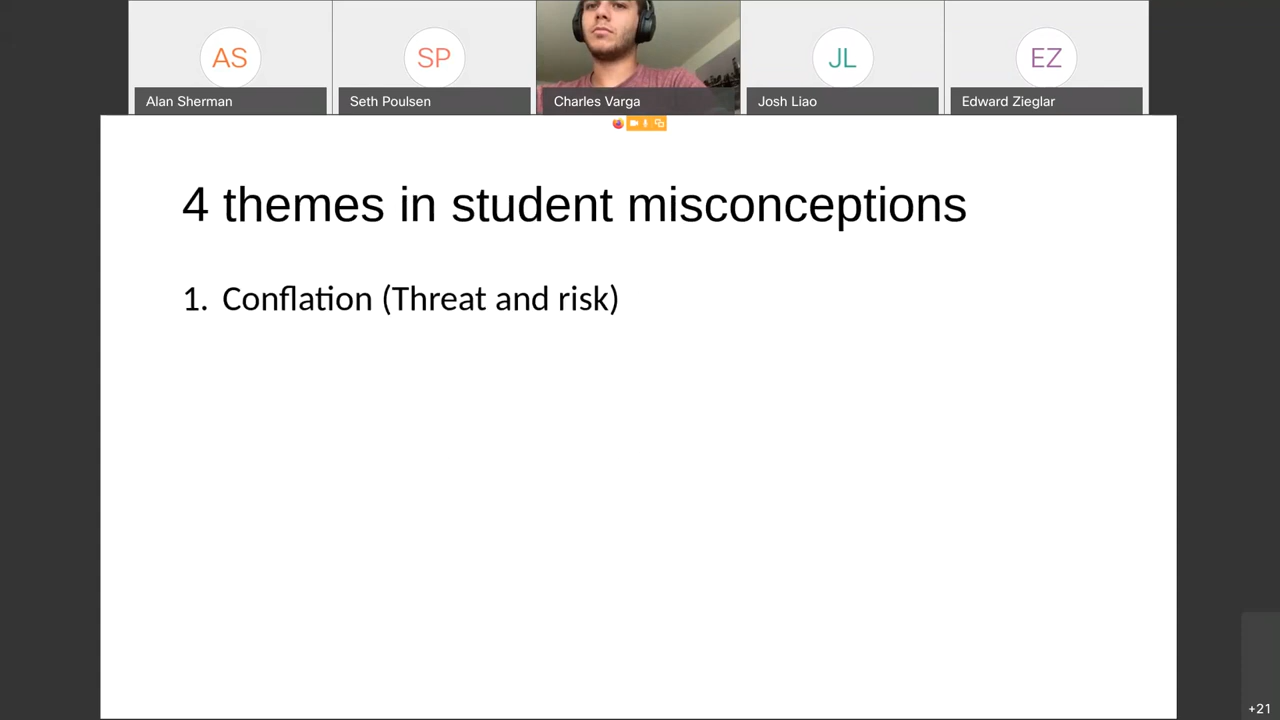 AS
SP
JL
EZ
Alan Sherman
Seth Poulsen
Charles Varga
Josh Liao
Edward Zieglar
4 themes in student misconceptions
1. Conflation (Threat and risk)
+21